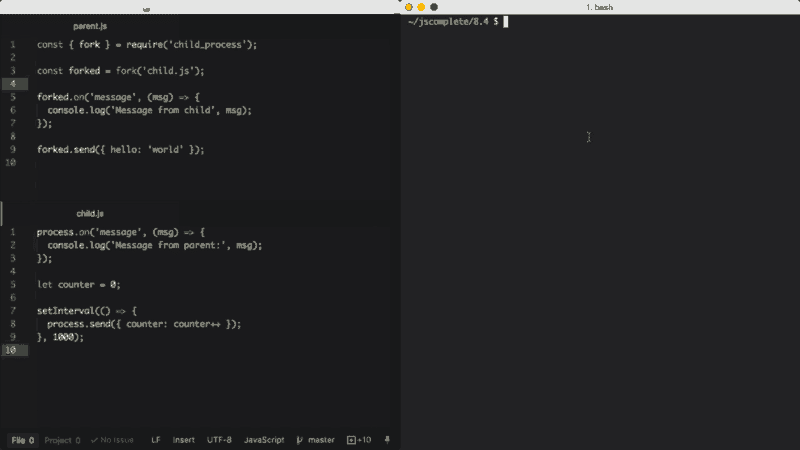 1. bash
~/jscomplete/8.4 $
parent.js
1 const { fork } = require('child_process');
2
3 const forked = fork('child.js');
4
5 forked.on('message', (msg) => {
6 console.log('Message from child', msg);
7 });
8
9 forked.send({ hello: 'world' });
10
child.js
1 process.on('message', (msg) => {
2 console.log('Message from parent:', msg);
3 });
4
5 let counter = 0;
6
7 setInterval(() => {
8 process.send({ counter: counter++ });
9 }, 1000);
10
File 0 Project 0 ✓ No Issue LF Insert UTF-8 JavaScript master +10